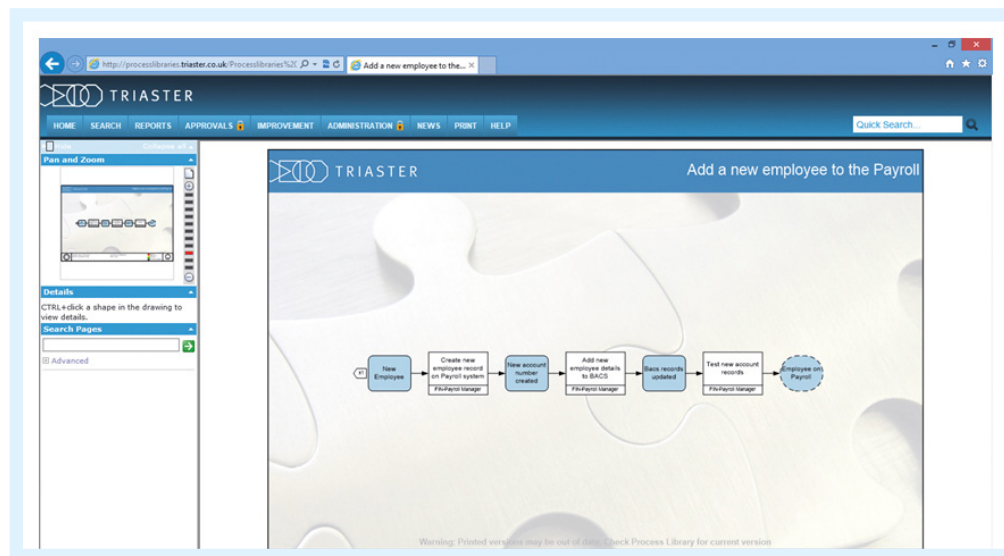 http://processlibraries.triaster.co.uk/Processlibraries%2
Add a new employee to the...
TRIASTER
HOME SEARCH REPORTS APPROVALS IMPROVEMENT ADMINISTRATION NEWS PRINT HELP
Quick Search...
Hide Collapse all
Pan and Zoom
Details
CTRL+click a shape in the drawing to
view details.
Search Pages
Advanced
TRIASTER
Add a new employee to the Payroll
New
Employee
Create new
employee record
on Payroll system
FIN-Payroll Manager
New account
number
created
Add new
employee details
to BACS
FIN-Payroll Manager
Bacs records
updated
Test new account
records
FIN-Payroll Manager
Employee on
Payroll
Warning: Printed versions may be out of date. Check Process Library for current version